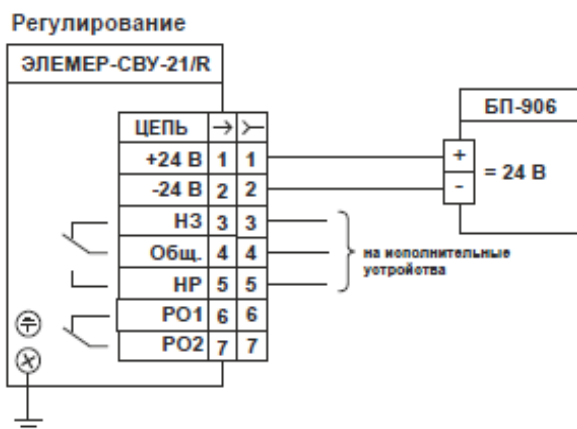 Регулирование
ЭЛЕМЕР-СВУ-21/R
БП-906
ЦЕПЬ
+24 В 1 1
+
= 24 В
-24 В 2 2
-
НЗ 3 3
Общ. 4 4
на исполнительные
устройства
НР 5 5
РО1 6 6
РО2 7 7